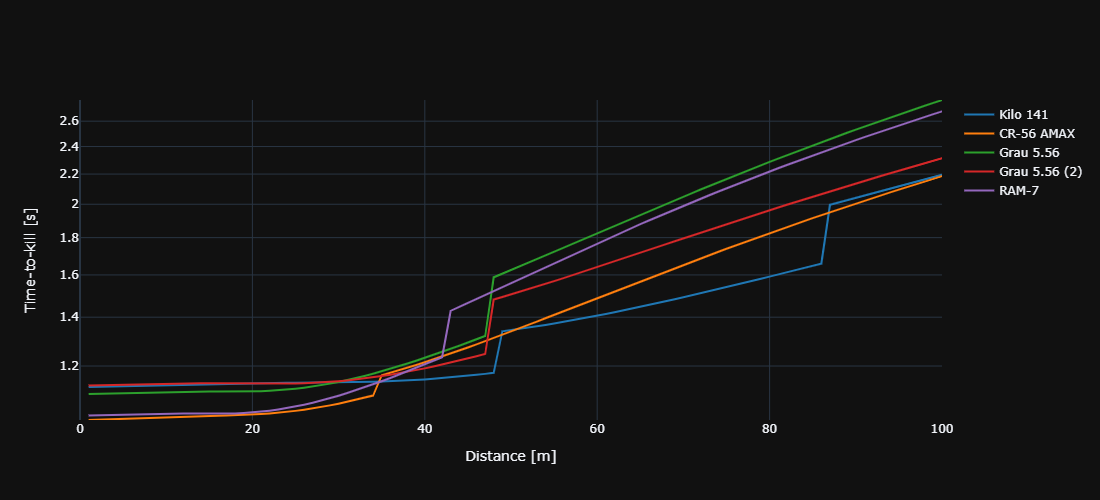 2.6
2.4
2.2
2
1.8
1.6
1.4
1.2
Time-to-kill [s]
0
20
40
60
80
100
Distance [m]
Kilo 141
CR-56 AMAX
Grau 5.56
Grau 5.56 (2)
RAM-7